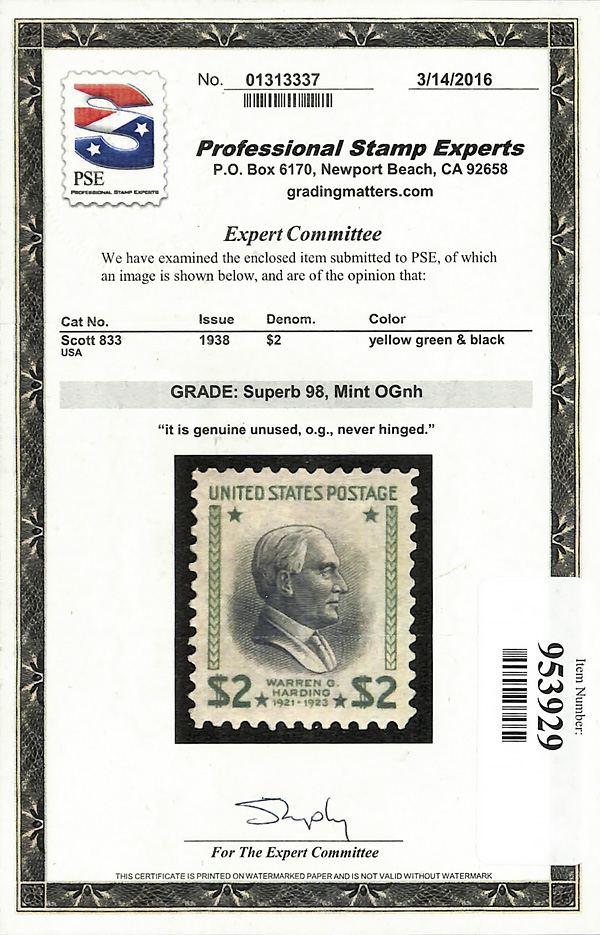 No. 01313337 3/14/2016
PSE
PROFESSIONAL STAMP EXPERTS
Professional Stamp Experts
P.O. Box 6170, Newport Beach, CA 92658
gradingmatters.com
Expert Committee
We have examined the enclosed item submitted to PSE, of which
an image is shown below, and are of the opinion that:
Cat No. Issue Denom. Color
Scott 833 1938 $2 yellow green & black
USA
GRADE: Superb 98, Mint OGnh
“it is genuine unused, o.g., never hinged.”
UNITED STATES POSTAGE
WARREN G.
HARDING
$2 1921-1923 $2
Item Number:
953929
For The Expert Committee
THIS CERTIFICATE IS PRINTED ON WATERMARKED PAPER AND IS NOT VALID WITHOUT WATERMARK